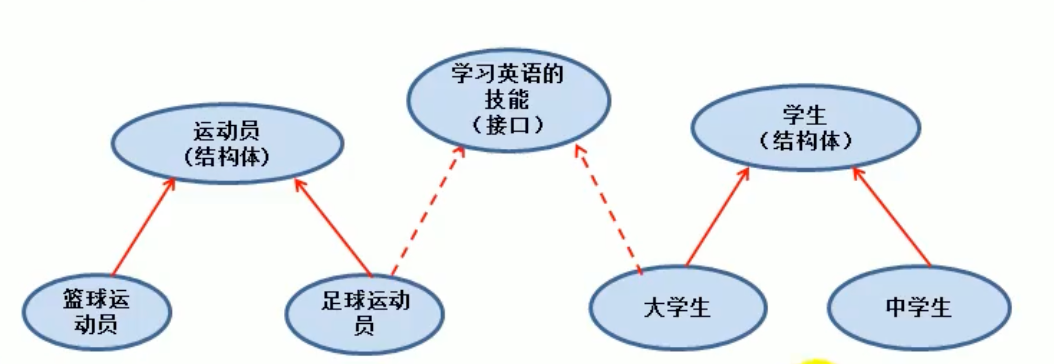 学习英语的
技能
（接口）
运动员
(结构体)
学生
（结构体）
篮球运
动员
足球运动
员
大学生
中学生